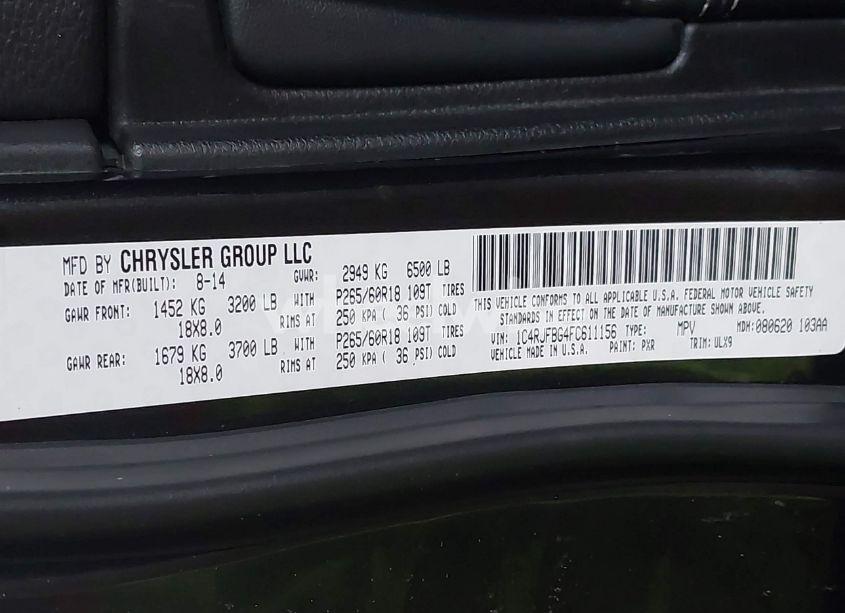 MFD BY CHRYSLER GROUP LLC
DATE OF MFR(BUILT): 8-14 GVWR: 2949 KG 6500 LB
GAWR FRONT: 1452 KG 3200 LB WITH P265/60R18 109T TIRES
18X8.0 RIMS AT 250 KPA ( 36 PSI) COLD
GAWR REAR: 1679 KG 3700 LB WITH P265/60R18 109T TIRES
18X8.0 RIMS AT 250 KPA ( 36 PSI) COLD
THIS VEHICLE CONFORMS TO ALL APPLICABLE U.S.A. FEDERAL MOTOR VEHICLE SAFETY
STANDARDS IN EFFECT ON THE DATE OF MANUFACTURE SHOWN ABOVE.
VIN: 1C4RJFBG4FC611156 TYPE: MPV MDH:080620 103AA
VEHICLE MADE IN U.S.A. PAINT: PXR TRIM: ULX9